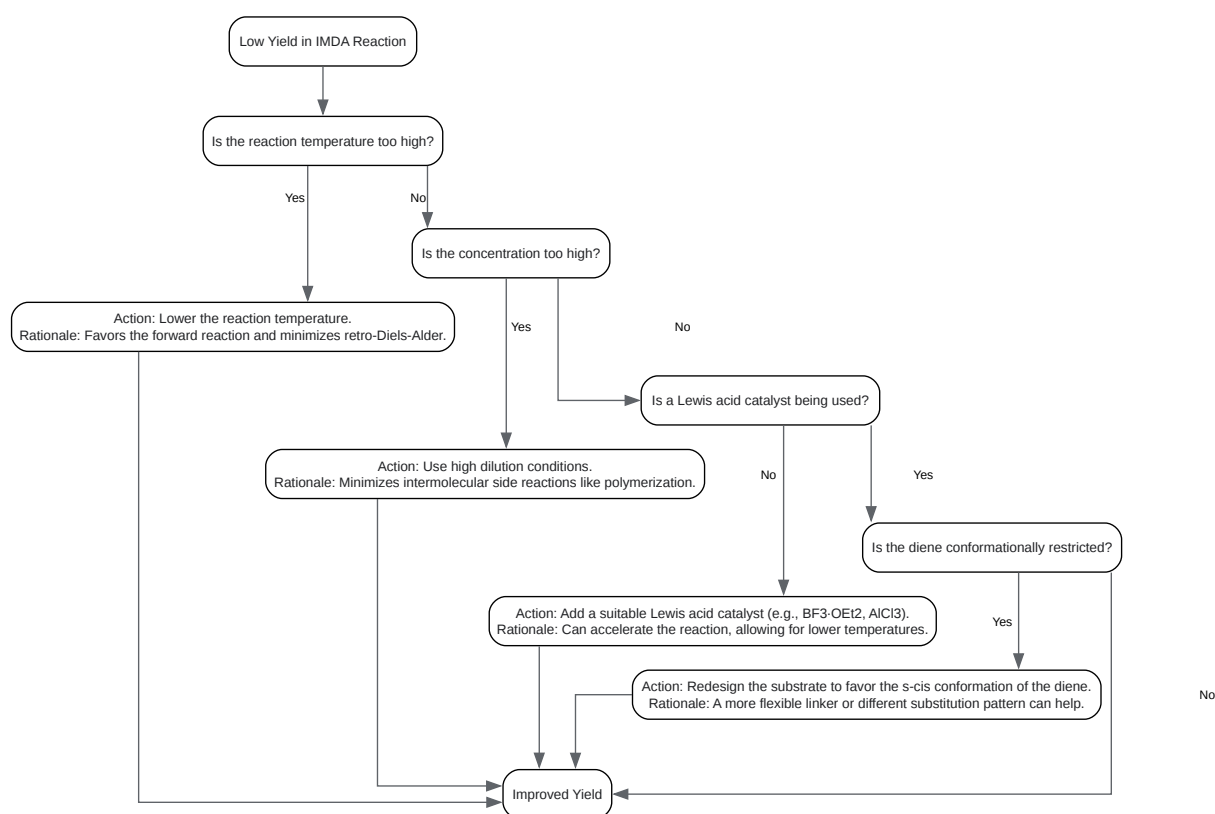 Low Yield in IMDA Reaction
Is the reaction temperature too high?
Yes
No
Is the concentration too high?
Action: Lower the reaction temperature.
Rationale: Favors the forward reaction and minimizes retro-Diels-Alder.
Yes
No
Is a Lewis acid catalyst being used?
Action: Use high dilution conditions.
Rationale: Minimizes intermolecular side reactions like polymerization.
No
Yes
Is the diene conformationally restricted?
Action: Add a suitable Lewis acid catalyst (e.g., BF3·OEt2, AlCl3).
Rationale: Can accelerate the reaction, allowing for lower temperatures.
Yes
Action: Redesign the substrate to favor the s-cis conformation of the diene.
Rationale: A more flexible linker or different substitution pattern can help.
No
Improved Yield